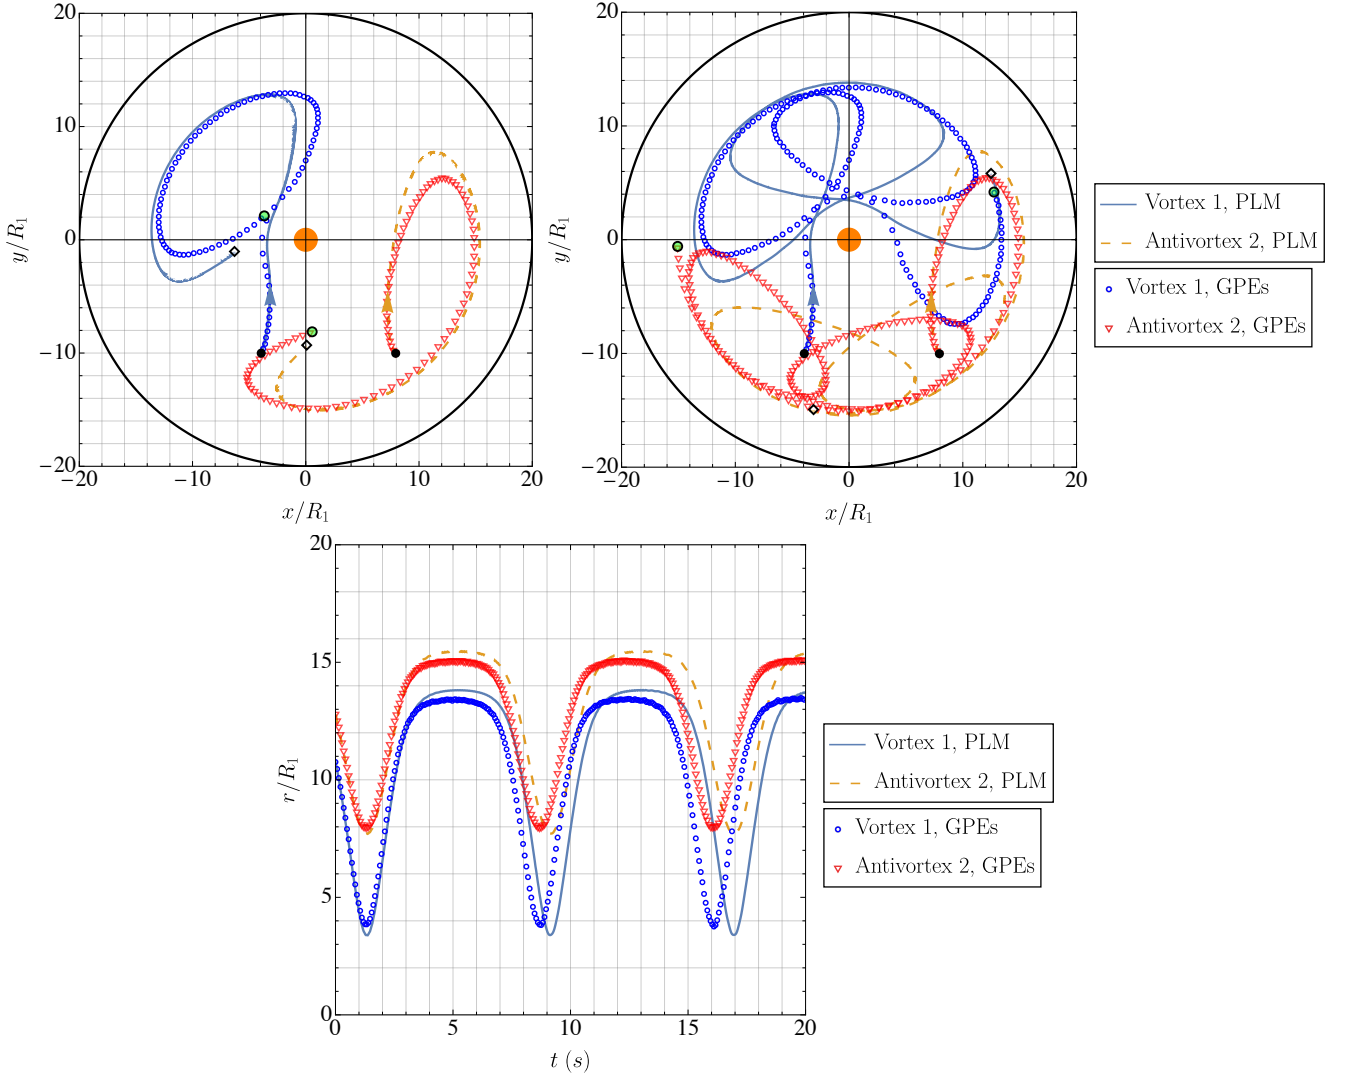 20
10
0
−10
−20
−20
−10
0
10
20
y/R₁
x/R₁
20
10
0
−10
−20
−20
−10
0
10
20
y/R₁
x/R₁
Vortex 1, PLM
Antivortex 2, PLM
Vortex 1, GPEs
Antivortex 2, GPEs
20
15
10
5
0
0
5
10
15
20
r/R₁
t (s)
Vortex 1, PLM
Antivortex 2, PLM
Vortex 1, GPEs
Antivortex 2, GPEs